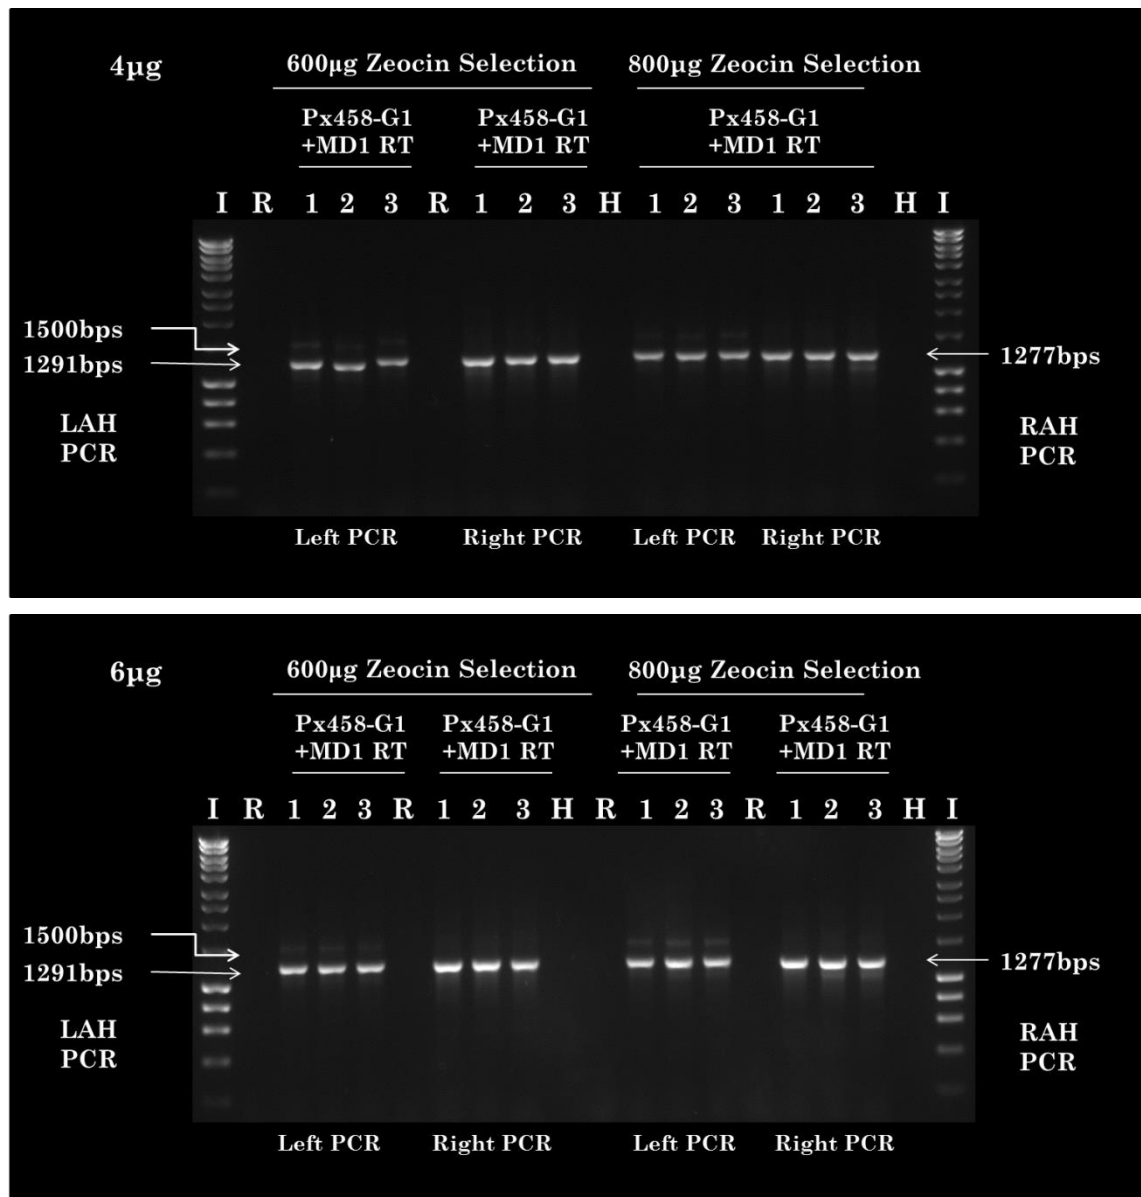 4µg
600µg Zeocin Selection
800µg Zeocin Selection
Px458-G1
+MD1 RT
Px458-G1
+MD1 RT
Px458-G1
+MD1 RT
I R 1 2 3 R 1 2 3 H 1 2 3 1 2 3 H I
1500bps
1291bps
1277bps
LAH
PCR
RAH
PCR
Left PCR
Right PCR
Left PCR
Right PCR
6µg
600µg Zeocin Selection
800µg Zeocin Selection
Px458-G1
+MD1 RT
Px458-G1
+MD1 RT
Px458-G1
+MD1 RT
Px458-G1
+MD1 RT
I R 1 2 3 R 1 2 3 H R 1 2 3 R 1 2 3 H I
1500bps
1291bps
1277bps
LAH
PCR
RAH
PCR
Left PCR
Right PCR
Left PCR
Right PCR